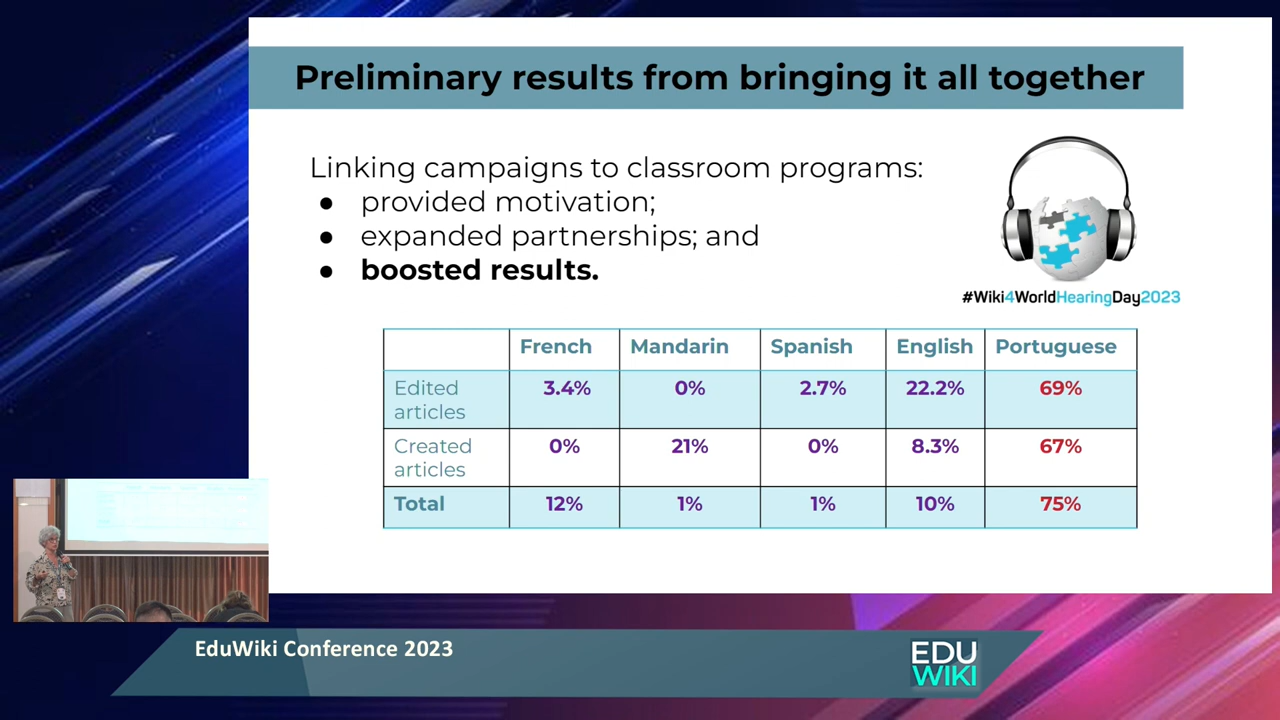 Preliminary results from bringing it all together
Linking campaigns to classroom programs:
● provided motivation;
● expanded partnerships; and
● boosted results.
#Wiki4WorldHearingDay2023
French Mandarin Spanish English Portuguese
Edited articles 3.4% 0% 2.7% 22.2% 69%
Created articles 0% 21% 0% 8.3% 67%
Total 12% 1% 1% 10% 75%
EduWiki Conference 2023
EDU
WIKI